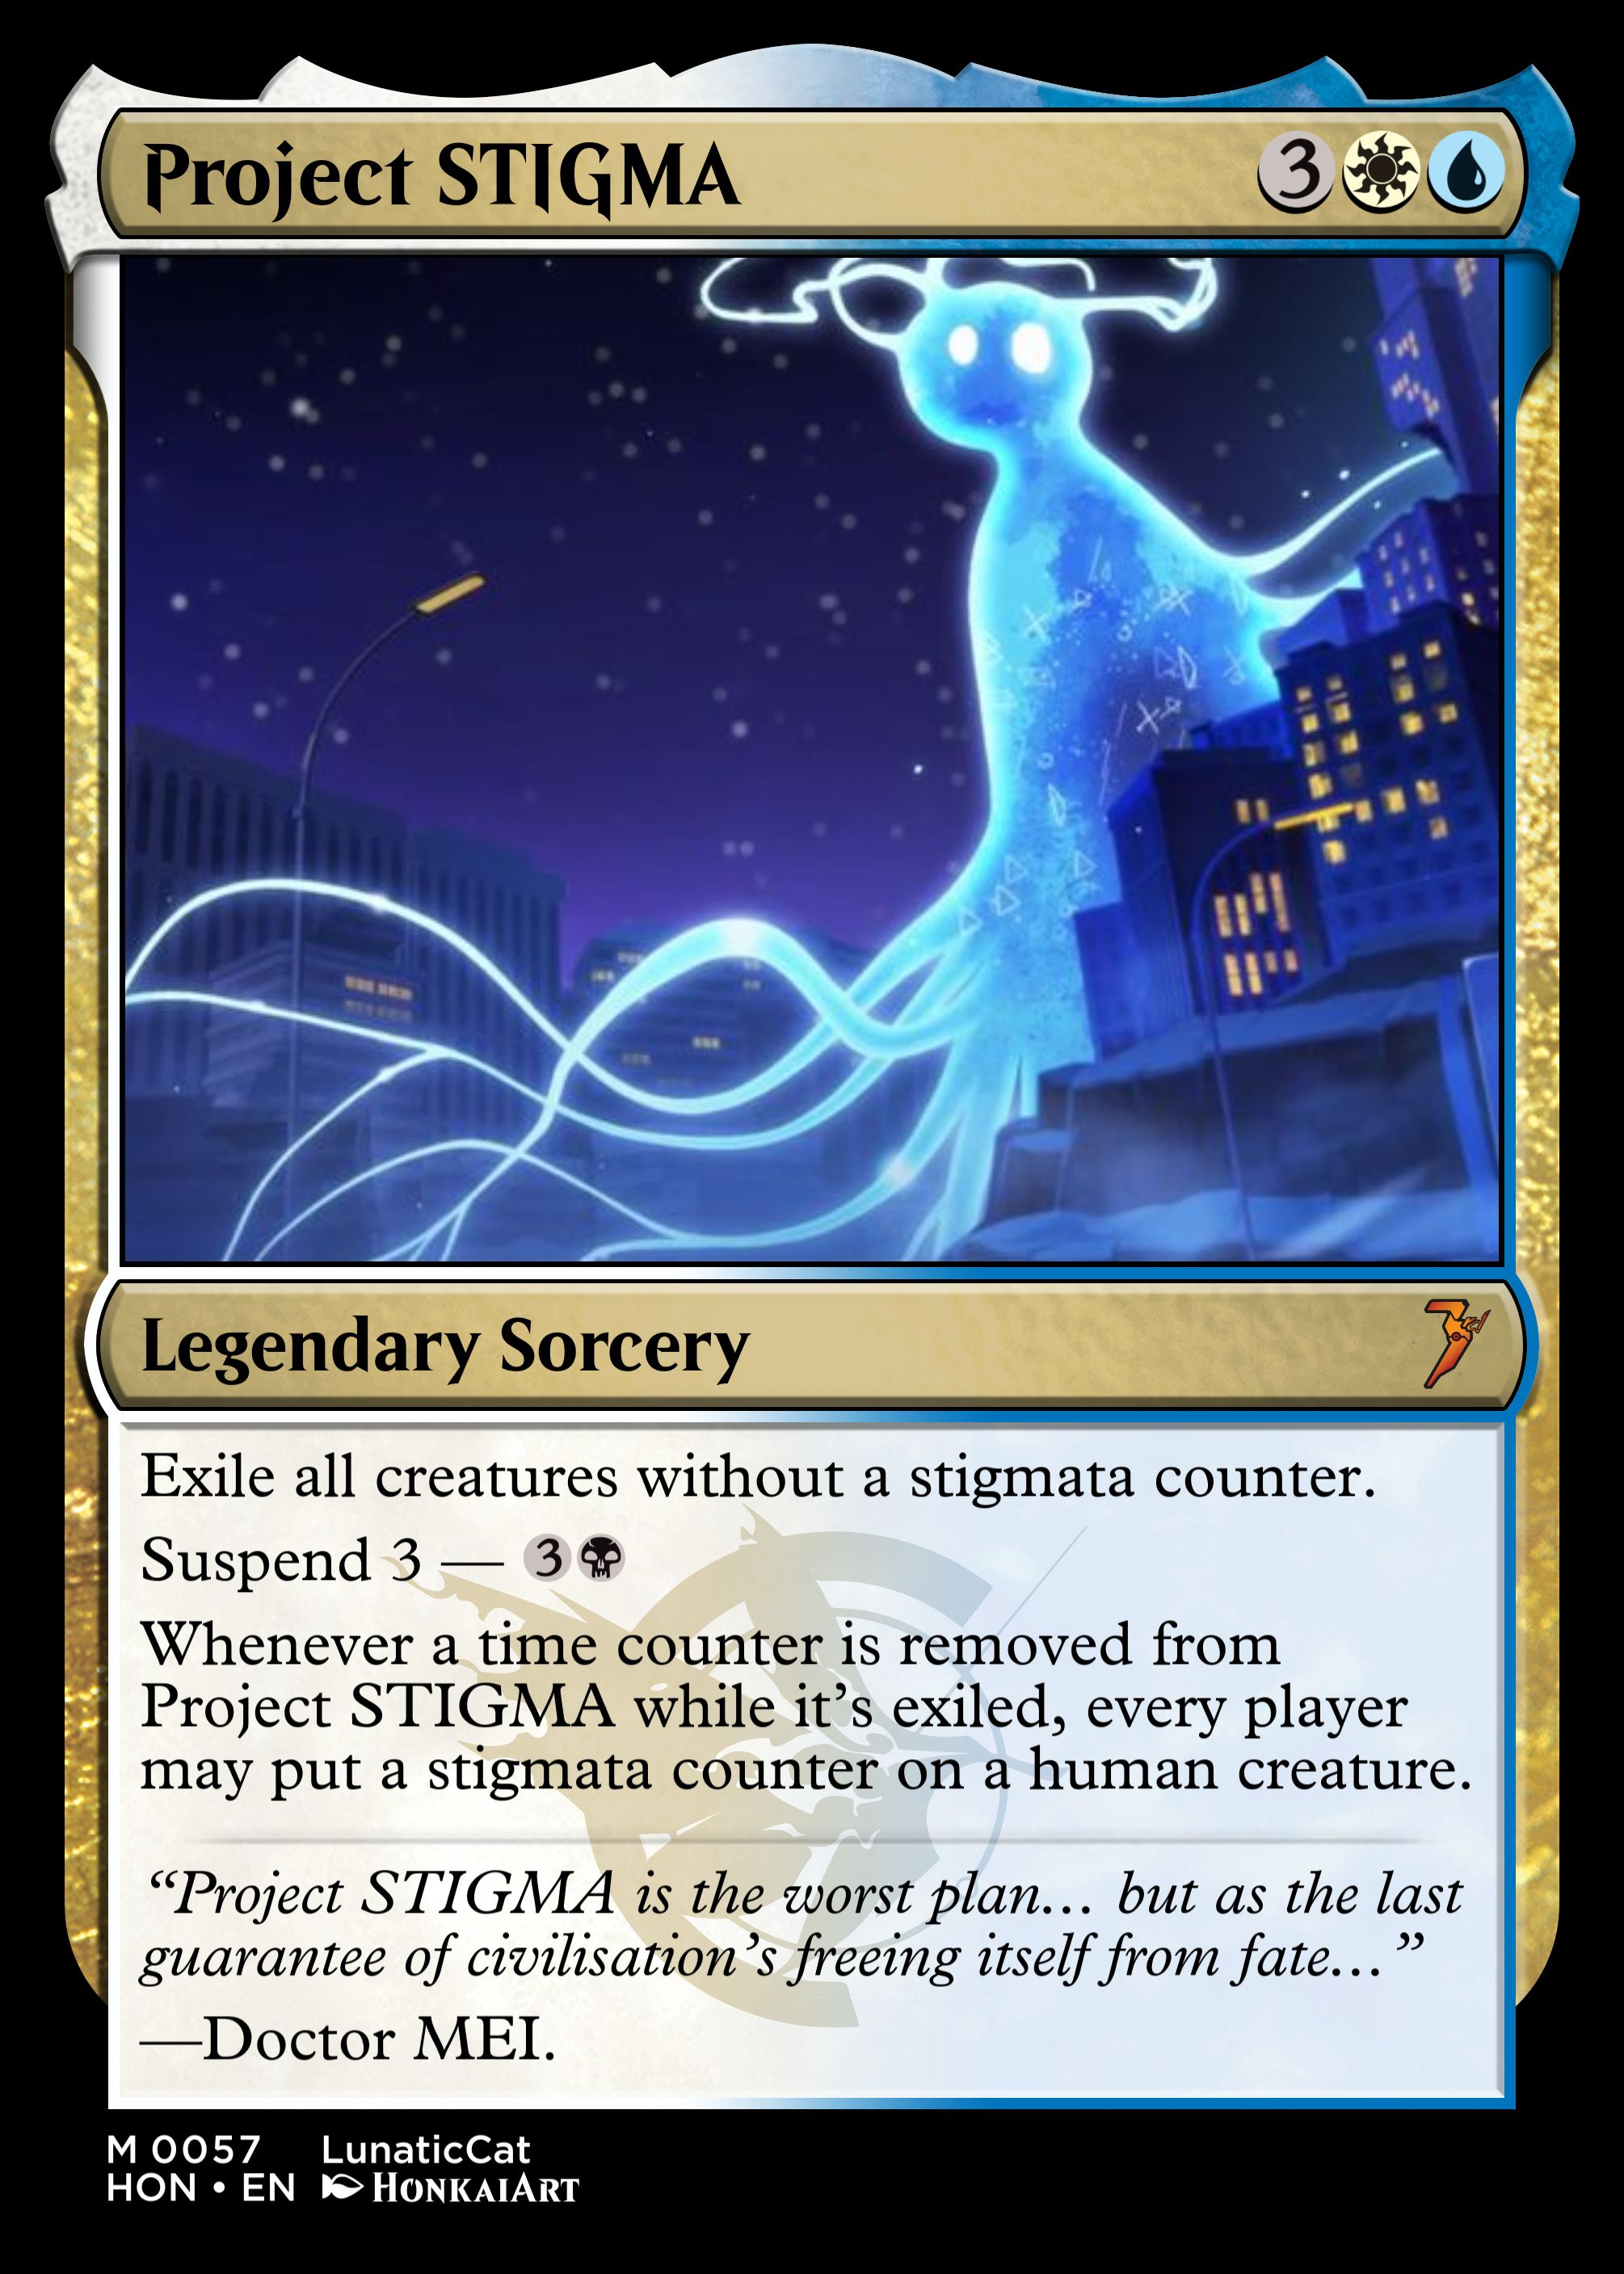 Project STIGMA 3
Legendary Sorcery
Exile all creatures without a stigmata counter.
Suspend 3 — 3
Whenever a time counter is removed from
Project STIGMA while it’s exiled, every player
may put a stigmata counter on a human creature.
“Project STIGMA is the worst plan… but as the last
guarantee of civilisation’s freeing itself from fate…”
—Doctor MEI.
M 0057 LunaticCat
HON • EN HonkaiArt